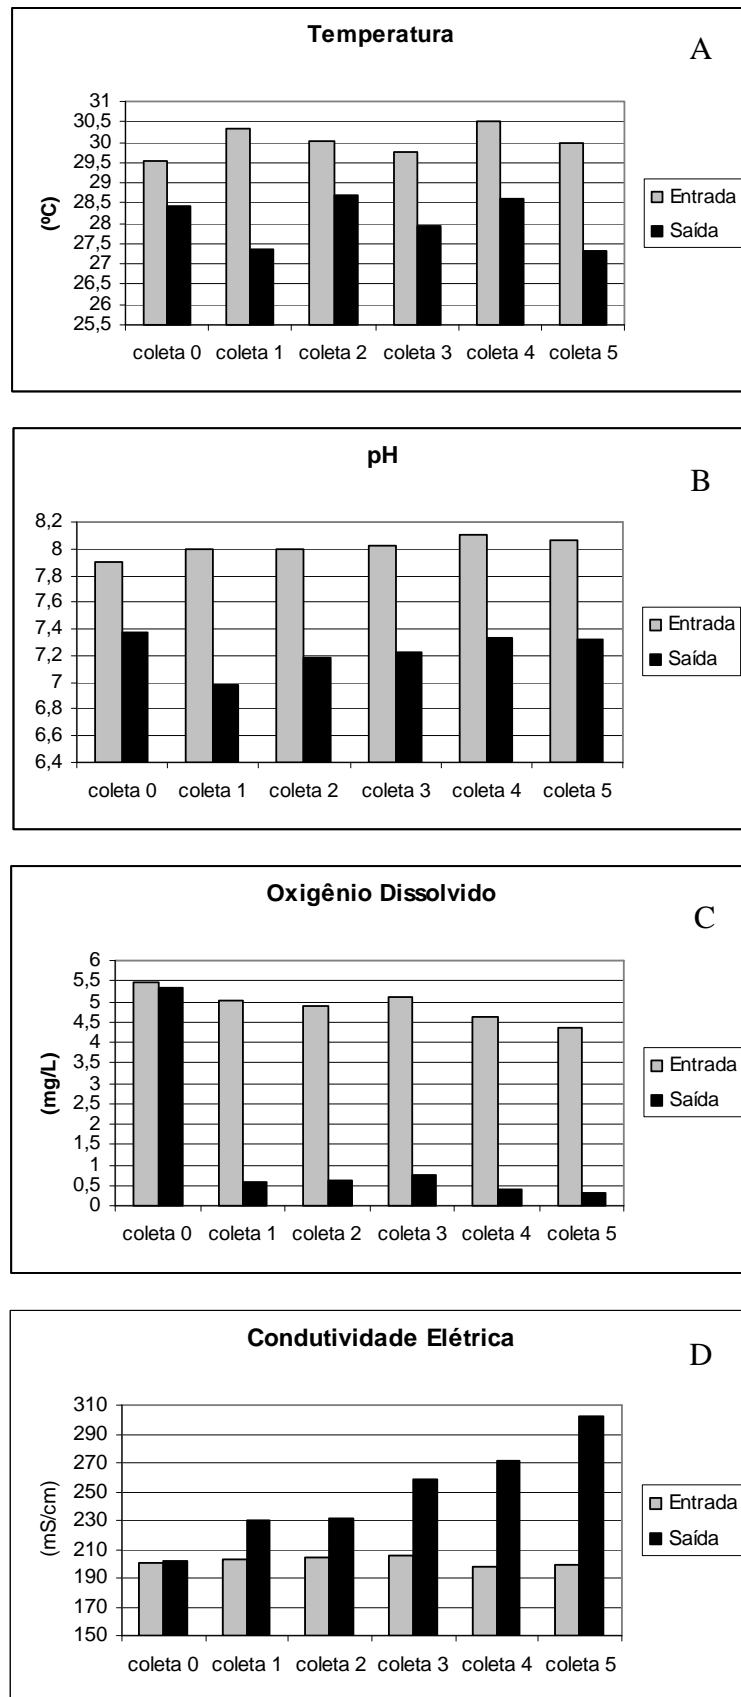 Temperatura
A
31
30,5
30
29,5
29
28,5
28
27,5
27
26,5
26
25,5
(ºC)
coleta 0 coleta 1 coleta 2 coleta 3 coleta 4 coleta 5
Entrada
Saída
pH
B
8,2
8
7,8
7,6
7,4
7,2
7
6,8
6,6
6,4
coleta 0 coleta 1 coleta 2 coleta 3 coleta 4 coleta 5
Entrada
Saída
Oxigênio Dissolvido
C
6
5,5
5
4,5
4
3,5
3
2,5
2
1,5
1
0,5
0
(mg/L)
coleta 0 coleta 1 coleta 2 coleta 3 coleta 4 coleta 5
Entrada
Saída
Condutividade Elétrica
D
310
290
270
250
230
210
190
170
150
(mS/cm)
coleta 0 coleta 1 coleta 2 coleta 3 coleta 4 coleta 5
Entrada
Saída